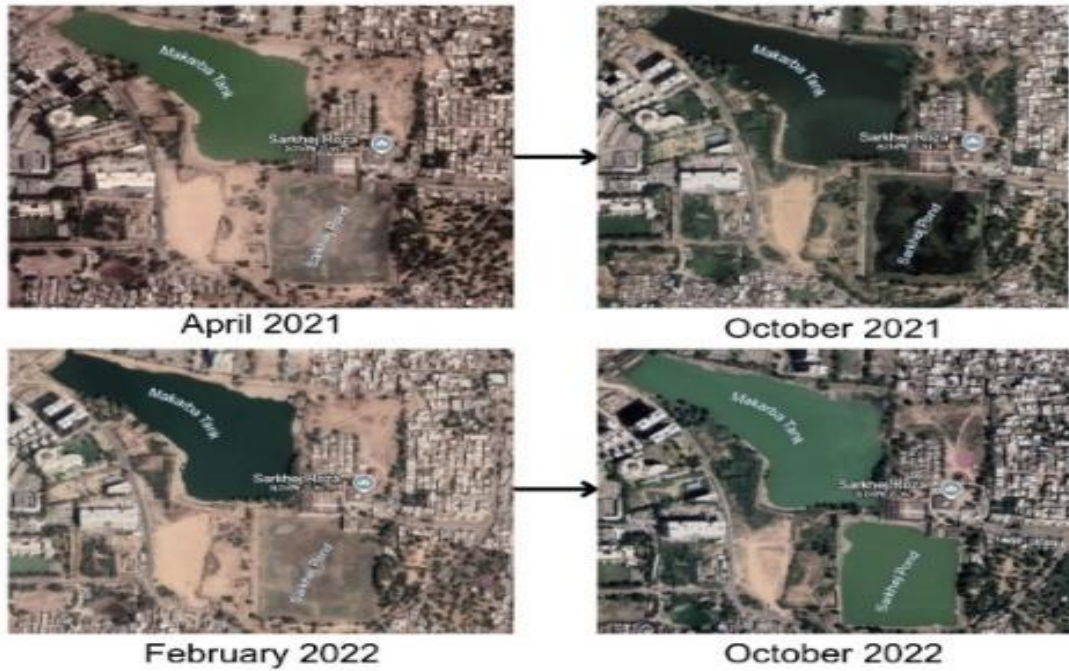 Makarba Tank
Sarkhej Roza
Sarkhej Pond
April 2021
Makarba Tank
Sarkhej Roza
Sarkhej Pond
October 2021
Makarba Tank
Sarkhej Roza
Sarkhej Pond
February 2022
Makarba Tank
Sarkhej Roza
Sarkhej Pond
October 2022